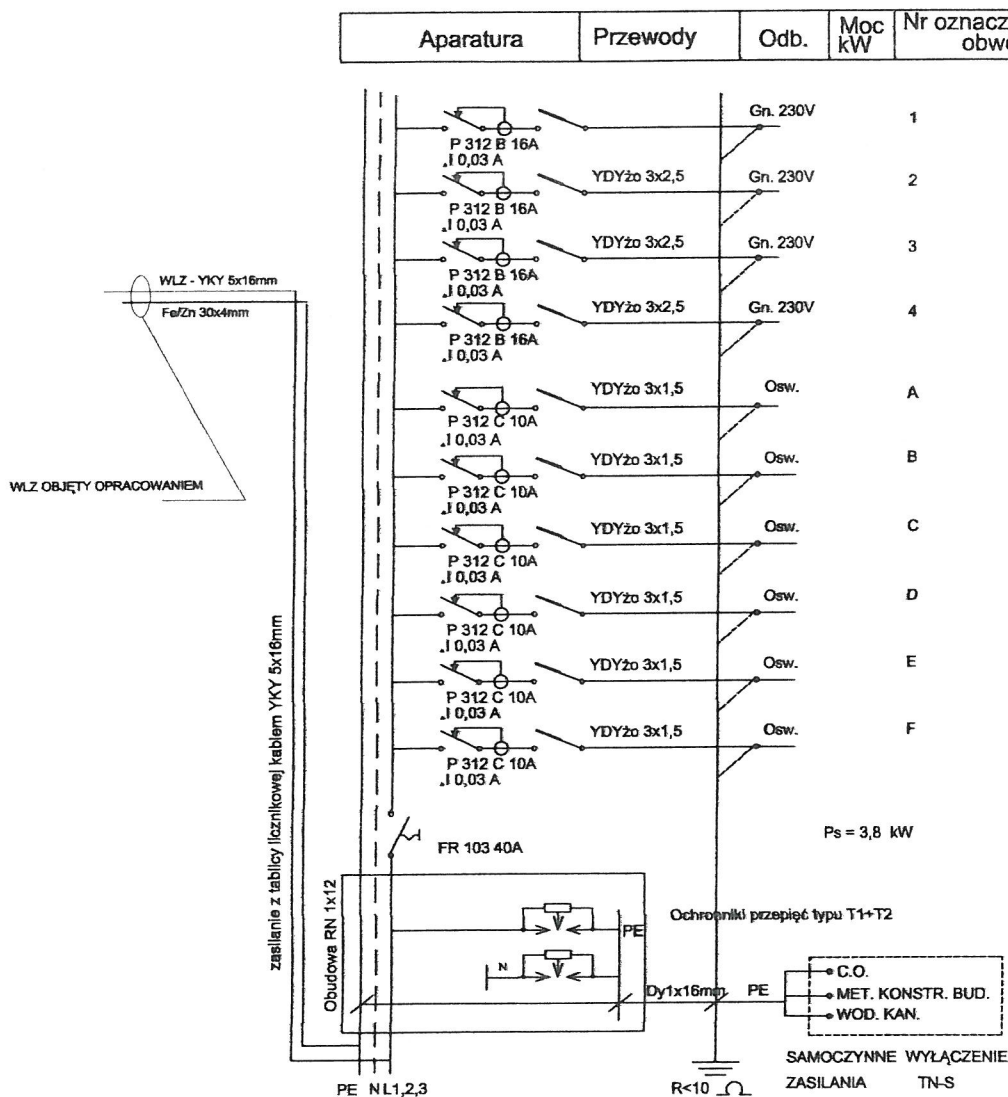 Aparatura Przewody Odb. Moc kW Nr oznacz obwo
Gn. 230V 1
P 312 B 16A
I 0,03 A
YDYżo 3x2,5 Gn. 230V 2
P 312 B 16A
I 0,03 A
YDYżo 3x2,5 Gn. 230V 3
P 312 B 16A
I 0,03 A
YDYżo 3x2,5 Gn. 230V 4
P 312 B 16A
I 0,03 A
YDYżo 3x1,5 Osw. A
P 312 C 10A
I 0,03 A
YDYżo 3x1,5 Osw. B
P 312 C 10A
I 0,03 A
YDYżo 3x1,5 Osw. C
P 312 C 10A
I 0,03 A
YDYżo 3x1,5 Osw. D
P 312 C 10A
I 0,03 A
YDYżo 3x1,5 Osw. E
P 312 C 10A
I 0,03 A
YDYżo 3x1,5 Osw. F
P 312 C 10A
I 0,03 A
WLZ - YKY 5x16mm
Fe/Zn 30x4mm
WLZ OBJĘTY OPRACOWANIEM
zasilanie z tablicy licznikowej kablem YKY 5x16mm
FR 103 40A
Ps = 3,8 kW
Obudowa RN 1x12
Ochronniki przepięć typu T1+T2
PE
N
Dy1x16mm PE
C.O.
MET. KONSTR. BUD.
WOD. KAN.
SAMOCZYNNE WYŁĄCZENIE
ZASILANIA TN-S
PE N L1,2,3
R<10 Ω